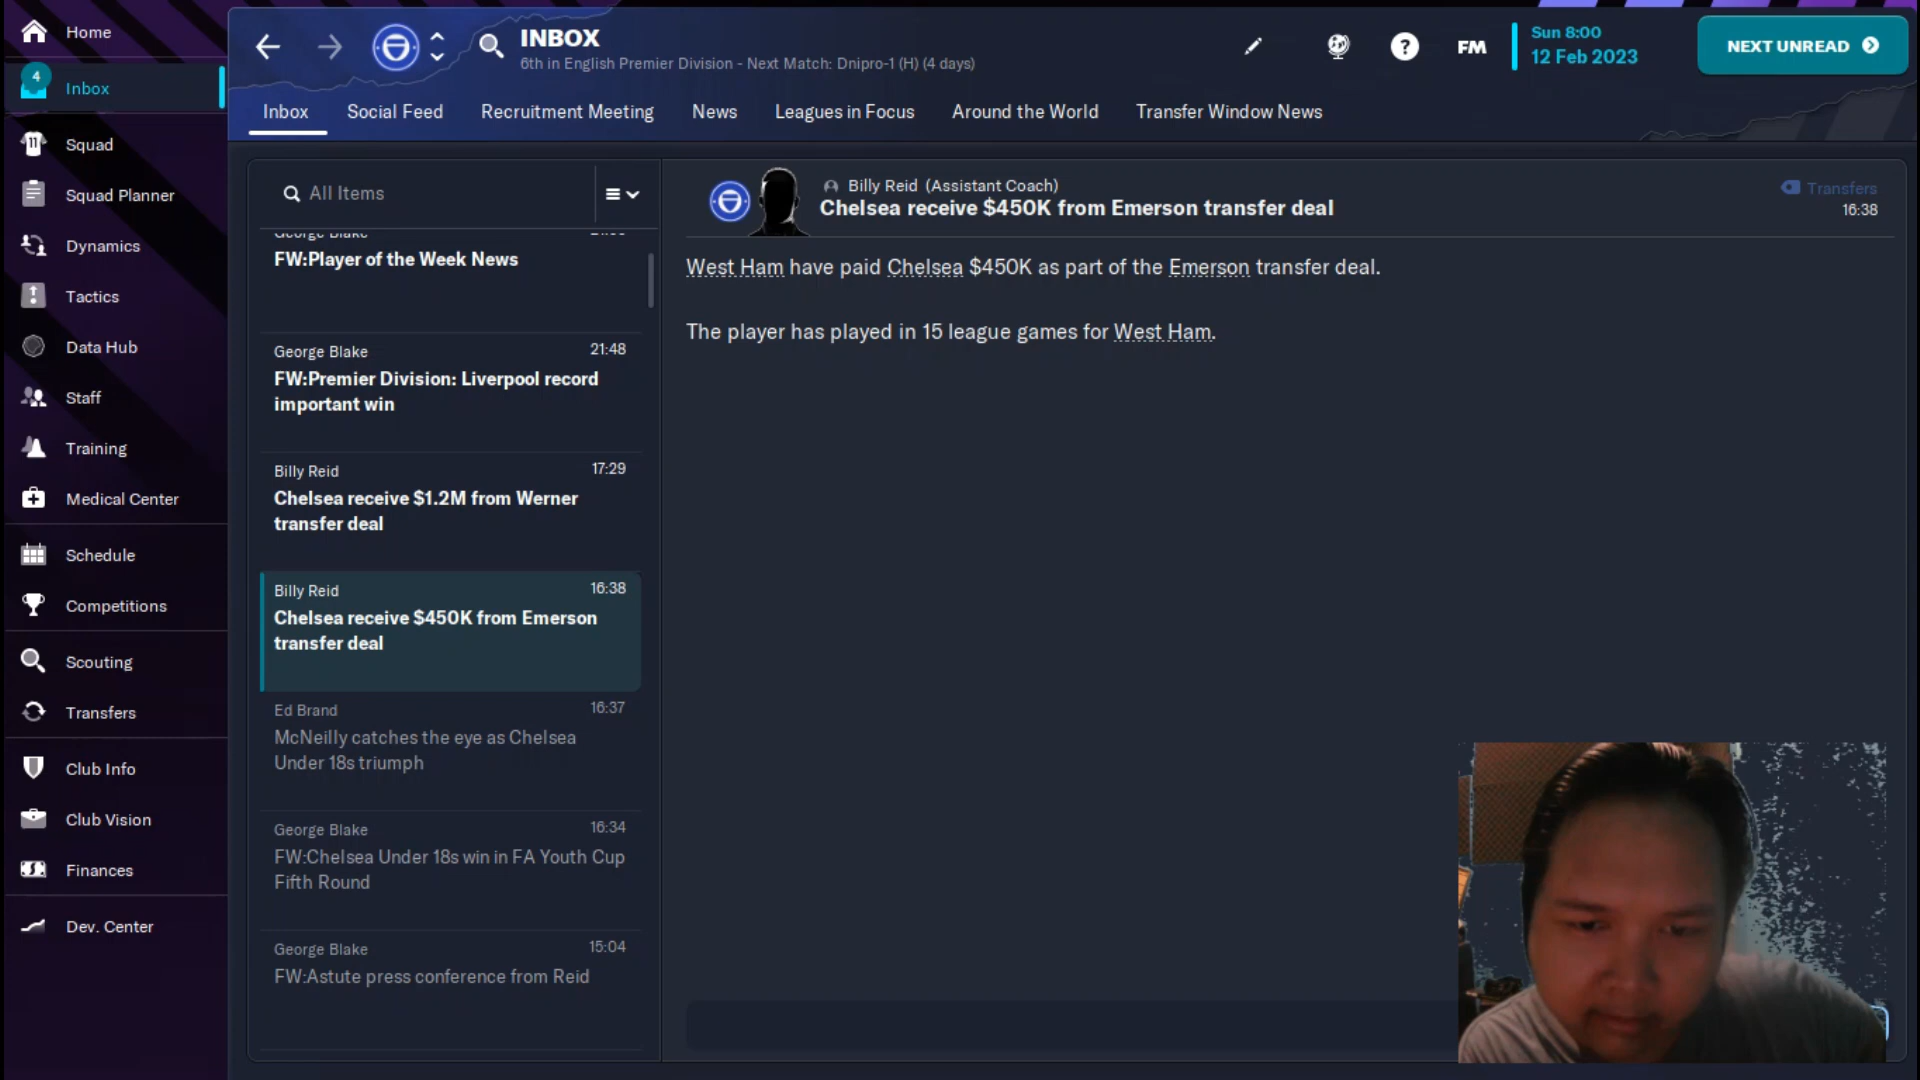 Home
4
Inbox
11
Squad
Squad Planner
Dynamics
Tactics
Data Hub
Staff
Training
Medical Center
Schedule
Competitions
Scouting
Transfers
Club Info
Club Vision
Finances
Dev. Center
INBOX
6th in English Premier Division - Next Match: Dnipro-1 (H) (4 days)
?
FM
Sun 8:00
12 Feb 2023
NEXT UNREAD
Inbox
Social Feed
Recruitment Meeting
News
Leagues in Focus
Around the World
Transfer Window News
All Items
George Blake
FW:Player of the Week News
George Blake
21:48
FW:Premier Division: Liverpool record
important win
Billy Reid
17:29
Chelsea receive $1.2M from Werner
transfer deal
Billy Reid
16:38
Chelsea receive $450K from Emerson
transfer deal
Ed Brand
16:37
McNeilly catches the eye as Chelsea
Under 18s triumph
George Blake
16:34
FW:Chelsea Under 18s win in FA Youth Cup
Fifth Round
George Blake
15:04
FW:Astute press conference from Reid
Billy Reid (Assistant Coach)
Chelsea receive $450K from Emerson transfer deal
Transfers
16:38
West Ham have paid Chelsea $450K as part of the Emerson transfer deal.
The player has played in 15 league games for West Ham.